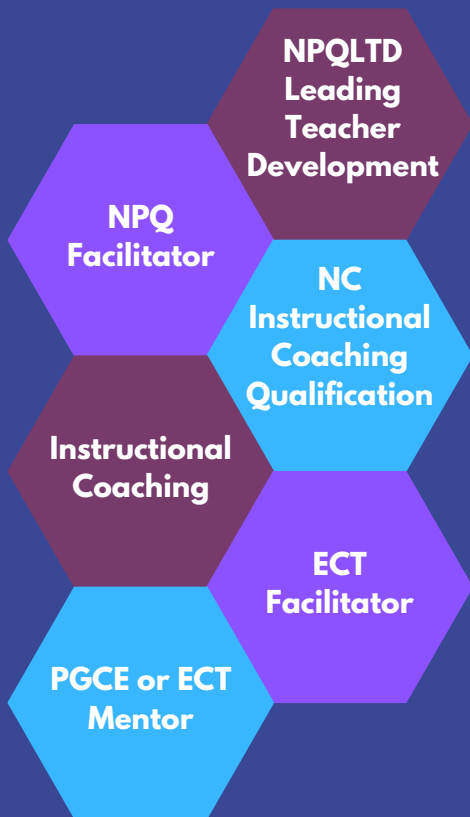 NPQLTD
Leading
Teacher
Development
NPQ
Facilitator
NC
Instructional
Coaching
Qualification
Instructional
Coaching
ECT
Facilitator
PGCE or ECT
Mentor